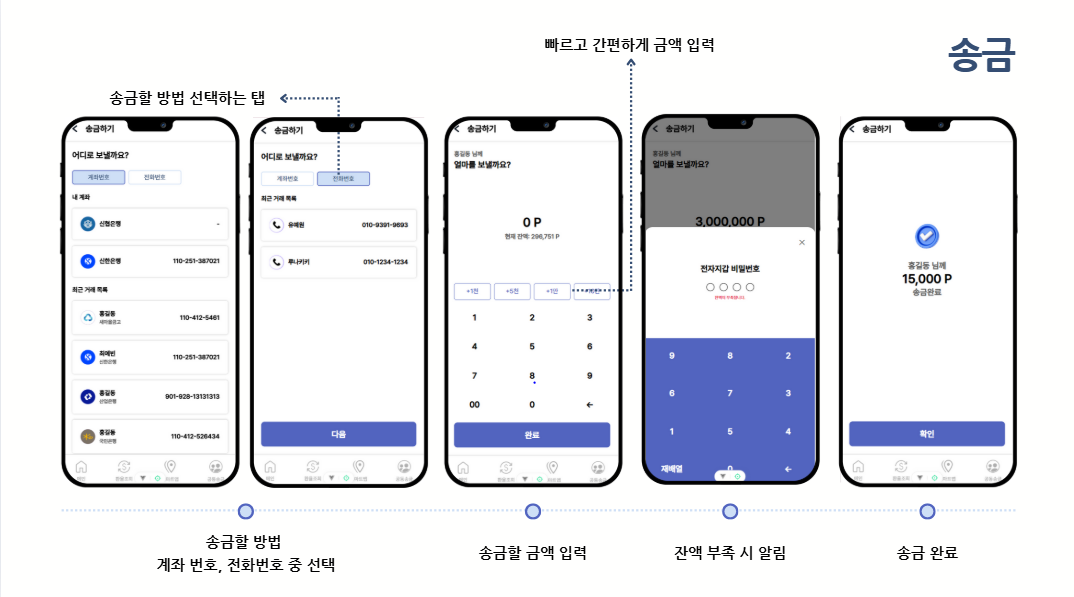 송금
빠르고 간편하게 금액 입력
송금할 방법 선택하는 탭
송금하기
어디로 보낼까요?
계좌번호 전화번호
내 계좌
신협은행 -
신한은행 110-251-387021
최근 거래 목록
홍길동 110-412-5461
새마을금고
최예빈 110-251-387021
신한은행
홍길동 901-928-13131313
산업은행
홍길동 110-412-526434
국민은행
송금하기
어디로 보낼까요?
계좌번호 전화번호
최근 거래 목록
유예원 010-9391-9693
루나키키 010-1234-1234
다음
송금하기
홍길동 님께
얼마를 보낼까요?
0 P
현재 잔액: 296,751 P
+1천 +5천 +1만
1 2 3
4 5 6
7 8 9
00 0 ←
완료
송금하기
홍길동 님께
얼마를 보낼까요?
3,000,000 P
×
전자지갑 비밀번호
잔액이 부족합니다.
9 8 2
6 7 3
1 5 4
재배열 0 ←
송금하기
홍길동 님께
15,000 P
송금완료
확인
송금할 방법
계좌 번호, 전화번호 중 선택
송금할 금액 입력
잔액 부족 시 알림
송금 완료